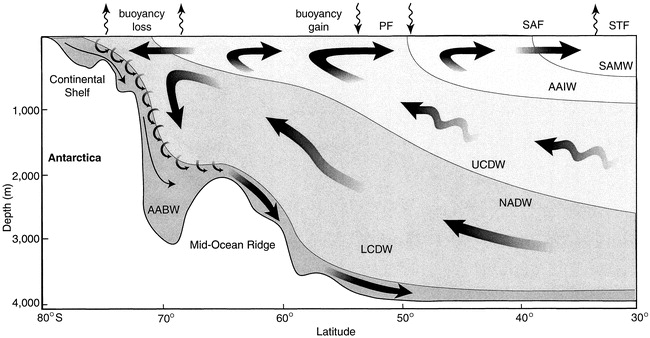 buoyancy loss
buoyancy gain
PF
SAF
STF
Continental Shelf
SAMW
AAIW
1,000
Antarctica
UCDW
2,000
NADW
AABW
Depth (m)
Mid-Ocean Ridge
LCDW
3,000
4,000
80°S
70°
60°
50°
40°
30°
Latitude